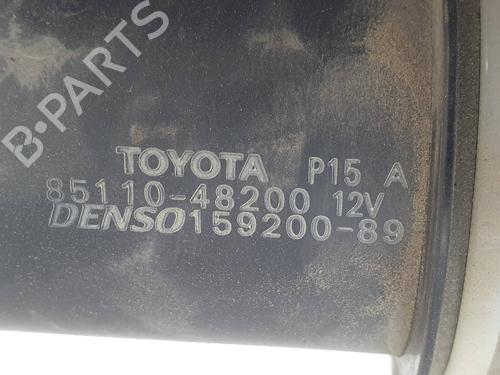 B-PARTS
TOYOTA P15 A
85110-48200 12V
DENSO 159200-89